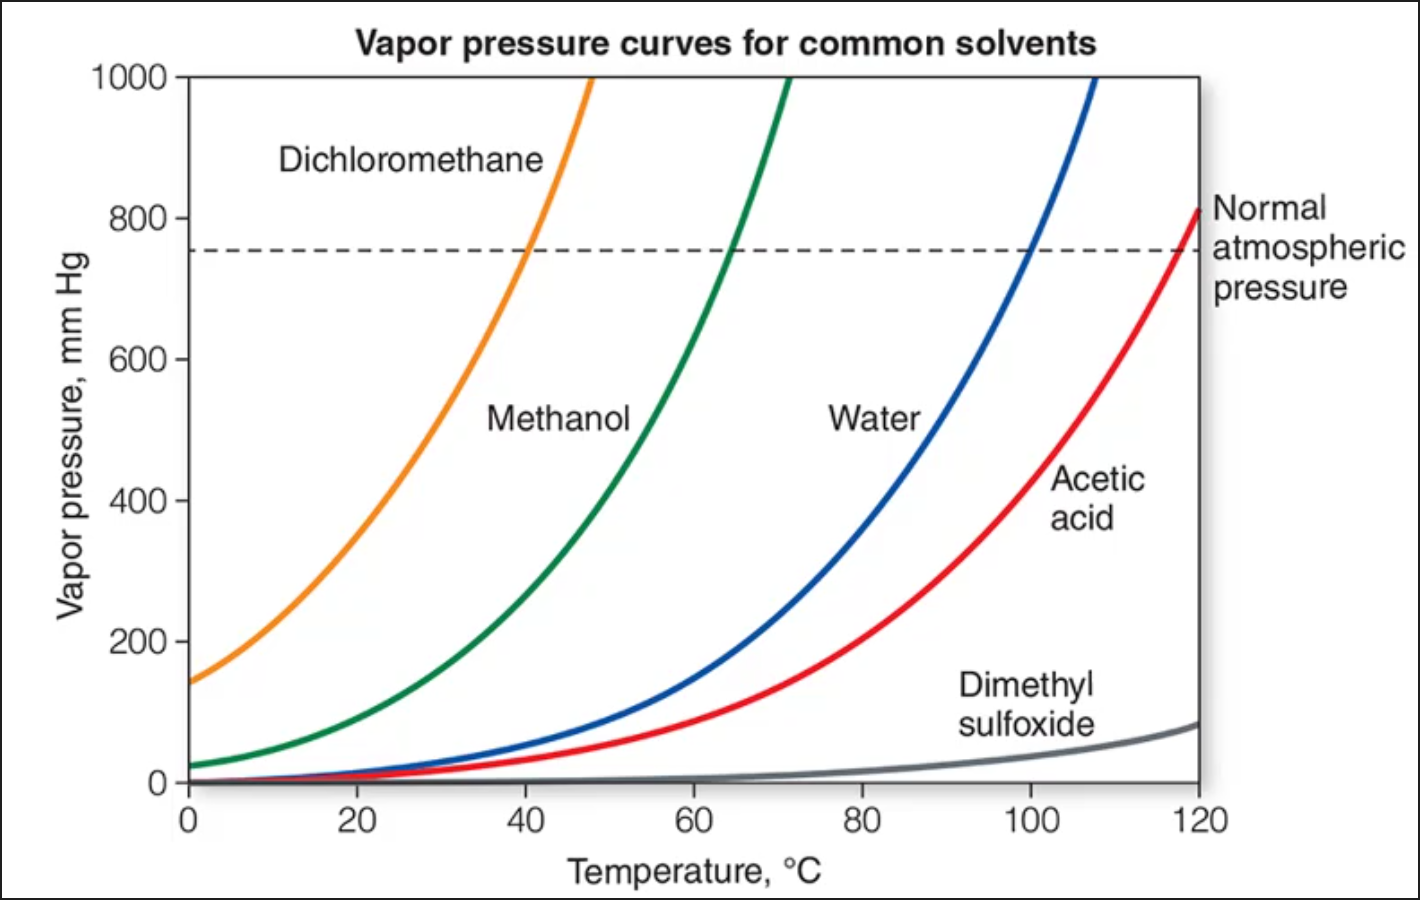 Vapor pressure curves for common solvents
1000
800
600
400
200
0
Vapor pressure, mm Hg
Dichloromethane
Methanol
Water
Acetic
acid
Dimethyl
sulfoxide
Normal
atmospheric
pressure
0 20 40 60 80 100 120
Temperature, °C